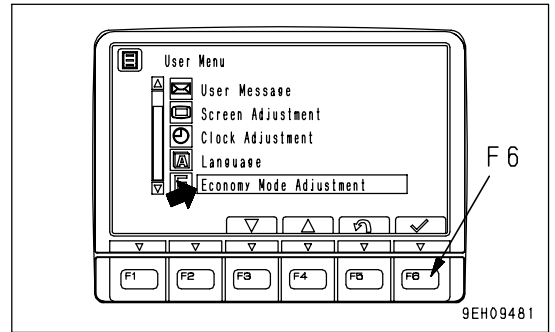 User Menu
User Message
Screen Adjustment
Clock Adjustment
A Language
Economy Mode Adjustment
F6
F1 F2 F3 F4 F5 F6
9EH09481